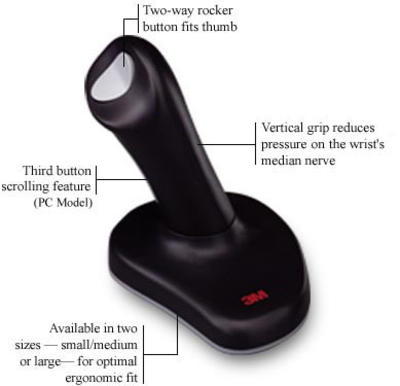 Two-way rocker
button fits thumb
Vertical grip reduces
pressure on the wrist's
median nerve
Third button
scrolling feature
(PC Model)
3M
Available in two
sizes — small/medium
or large— for optimal
ergonomic fit